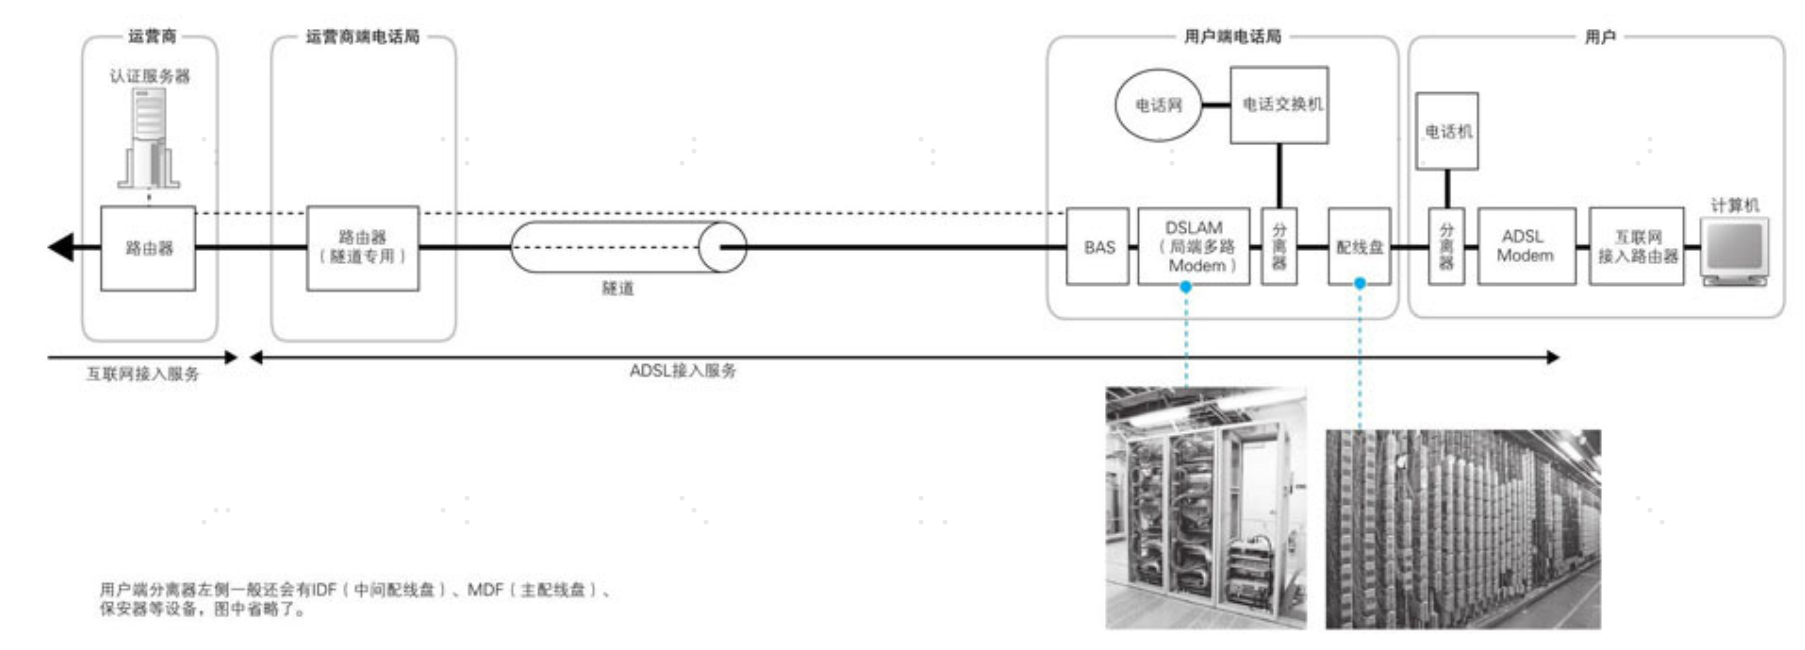 运营商
运营商端电话局
用户端电话局
用户
认证服务器
电话网
电话交换机
电话机
计算机
路由器
路由器
（隧道专用）
隧道
BAS
DSLAM
（局端多路
Modem）
分离器
配线盘
分离器
ADSL
Modem
互联网
接入路由器
互联网接入服务
ADSL接入服务
用户端分离器左侧一般还会有IDF（中间配线盘）、MDF（主配线盘）、
保安器等设备，图中省略了。